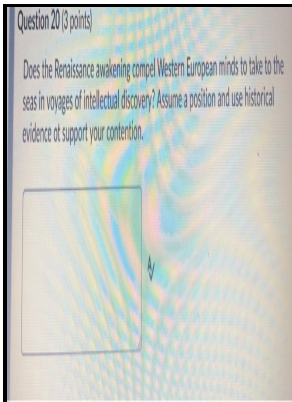 Question 20 (3 points)
Does the Renaissance awakening compel Western European minds to take to the
seas in voyages of intellectual discovery? Assume a position and use historical
evidence ot support your contention.